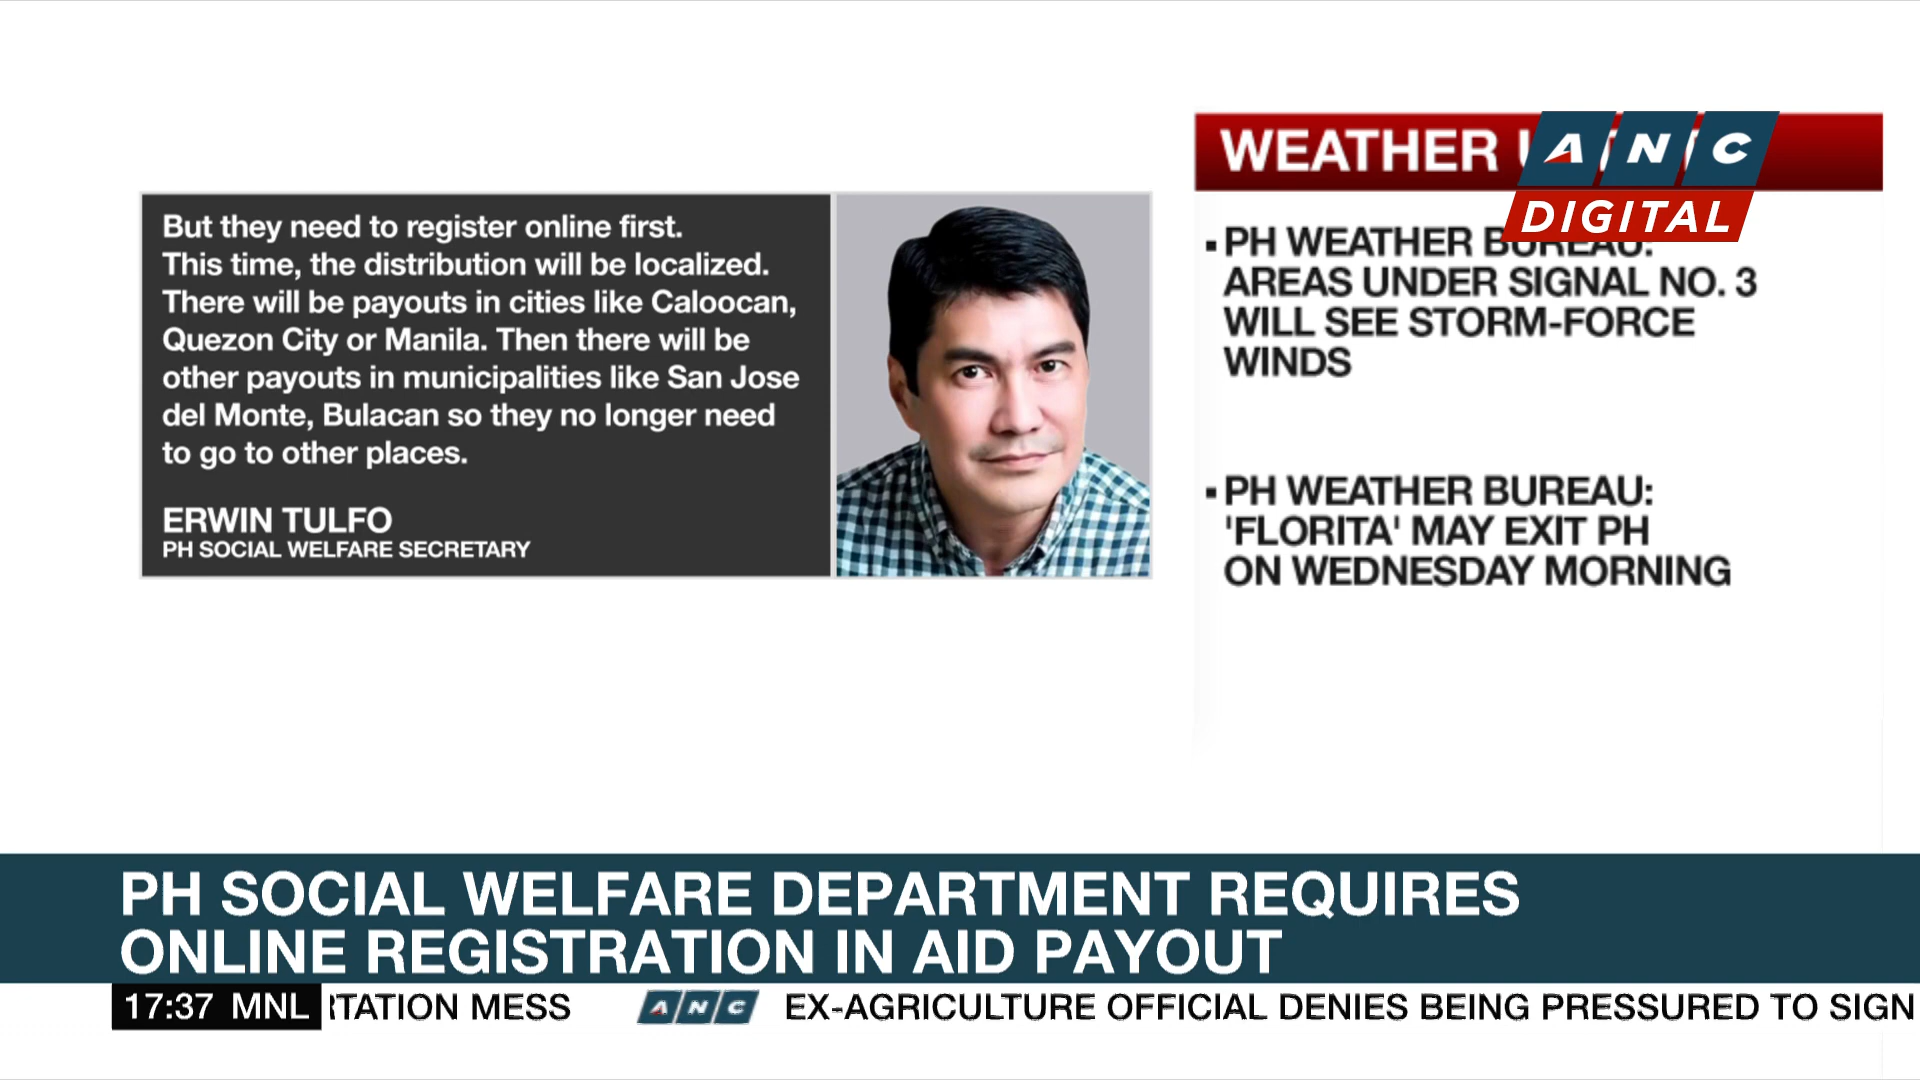 But they need to register online first.
This time, the distribution will be localized.
There will be payouts in cities like Caloocan,
Quezon City or Manila. Then there will be
other payouts in municipalities like San Jose
del Monte, Bulacan so they no longer need
to go to other places.
ERWIN TULFO
PH SOCIAL WELFARE SECRETARY
WEATHER
ANC
DIGITAL
▪ PH WEATHER BUREAU:
AREAS UNDER SIGNAL NO. 3
WILL SEE STORM-FORCE
WINDS
▪ PH WEATHER BUREAU:
'FLORITA' MAY EXIT PH
ON WEDNESDAY MORNING
PH SOCIAL WELFARE DEPARTMENT REQUIRES
ONLINE REGISTRATION IN AID PAYOUT
17:37 MNL RTATION MESS ANC EX-AGRICULTURE OFFICIAL DENIES BEING PRESSURED TO SIGN